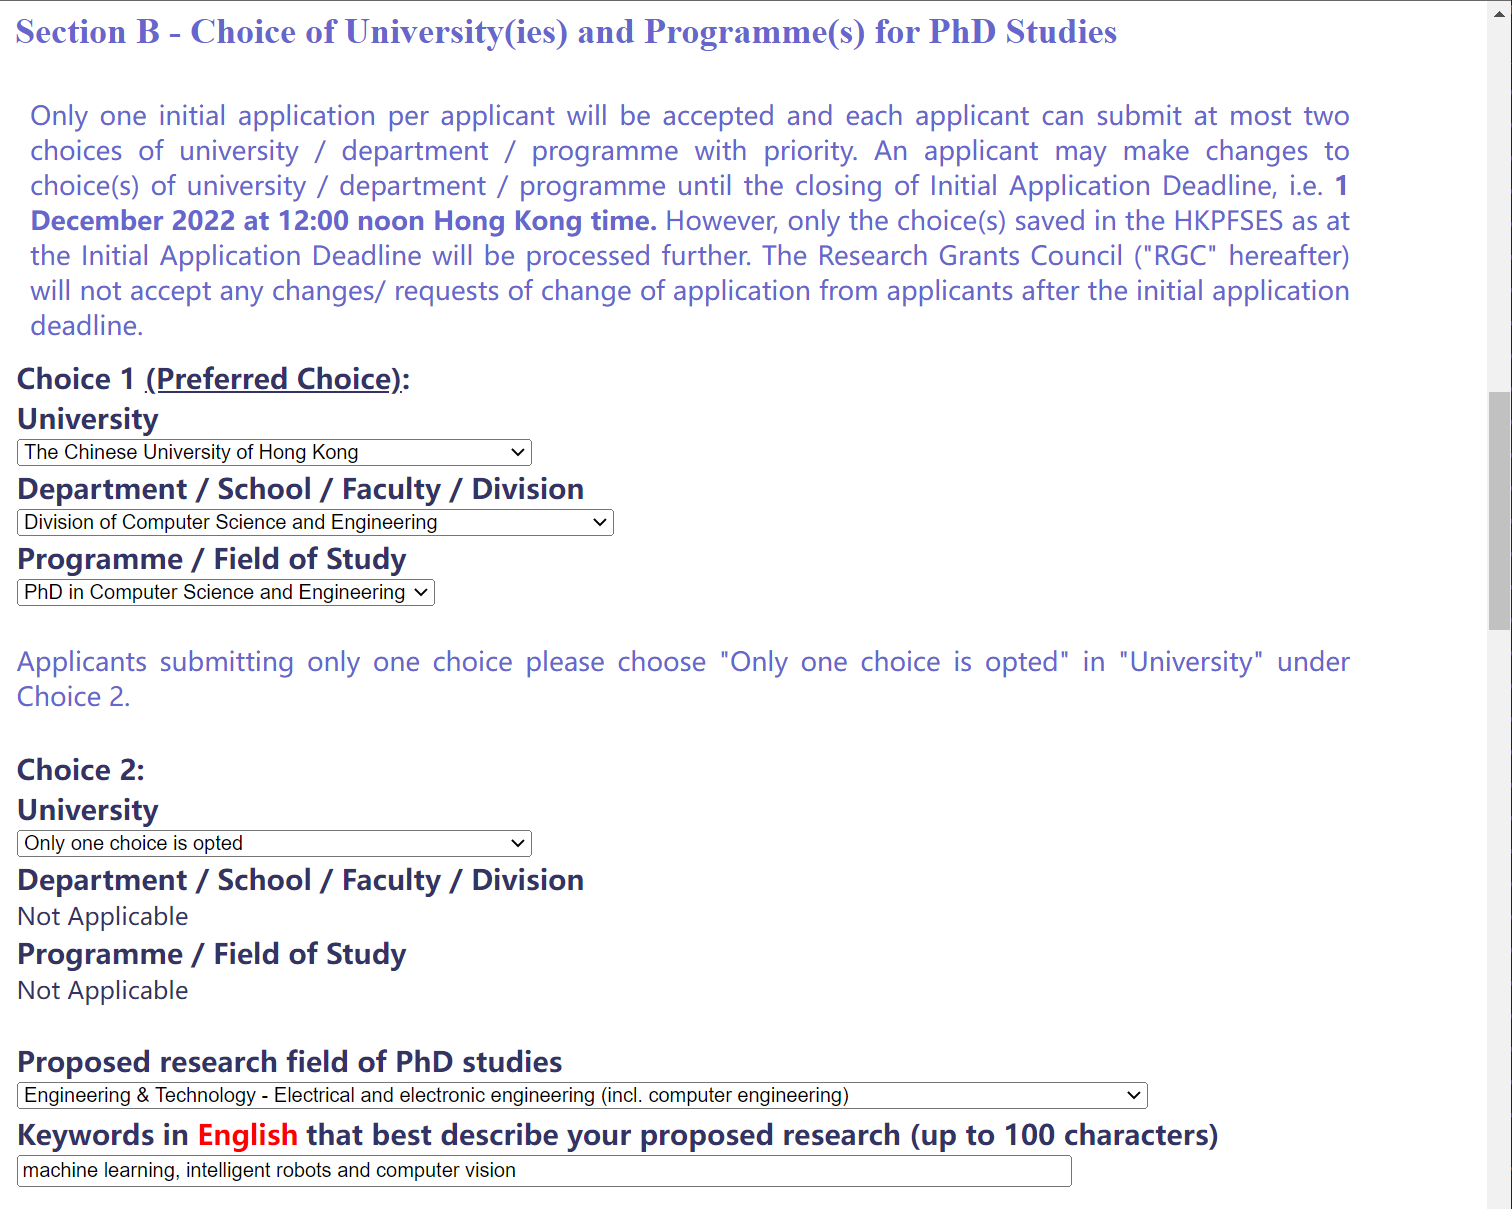 Section B - Choice of University(ies) and Programme(s) for PhD Studies
Only one initial application per applicant will be accepted and each applicant can submit at most two
choices of university / department / programme with priority. An applicant may make changes to
choice(s) of university / department / programme until the closing of Initial Application Deadline, i.e. 1
December 2022 at 12:00 noon Hong Kong time. However, only the choice(s) saved in the HKPFSES as at
the Initial Application Deadline will be processed further. The Research Grants Council ("RGC" hereafter)
will not accept any changes/ requests of change of application from applicants after the initial application
deadline.
Choice 1 (Preferred Choice):
University
The Chinese University of Hong Kong
Department / School / Faculty / Division
Division of Computer Science and Engineering
Programme / Field of Study
PhD in Computer Science and Engineering
Applicants submitting only one choice please choose "Only one choice is opted" in "University" under
Choice 2.
Choice 2:
University
Only one choice is opted
Department / School / Faculty / Division
Not Applicable
Programme / Field of Study
Not Applicable
Proposed research field of PhD studies
Engineering & Technology - Electrical and electronic engineering (incl. computer engineering)
Keywords in English that best describe your proposed research (up to 100 characters)
machine learning, intelligent robots and computer vision